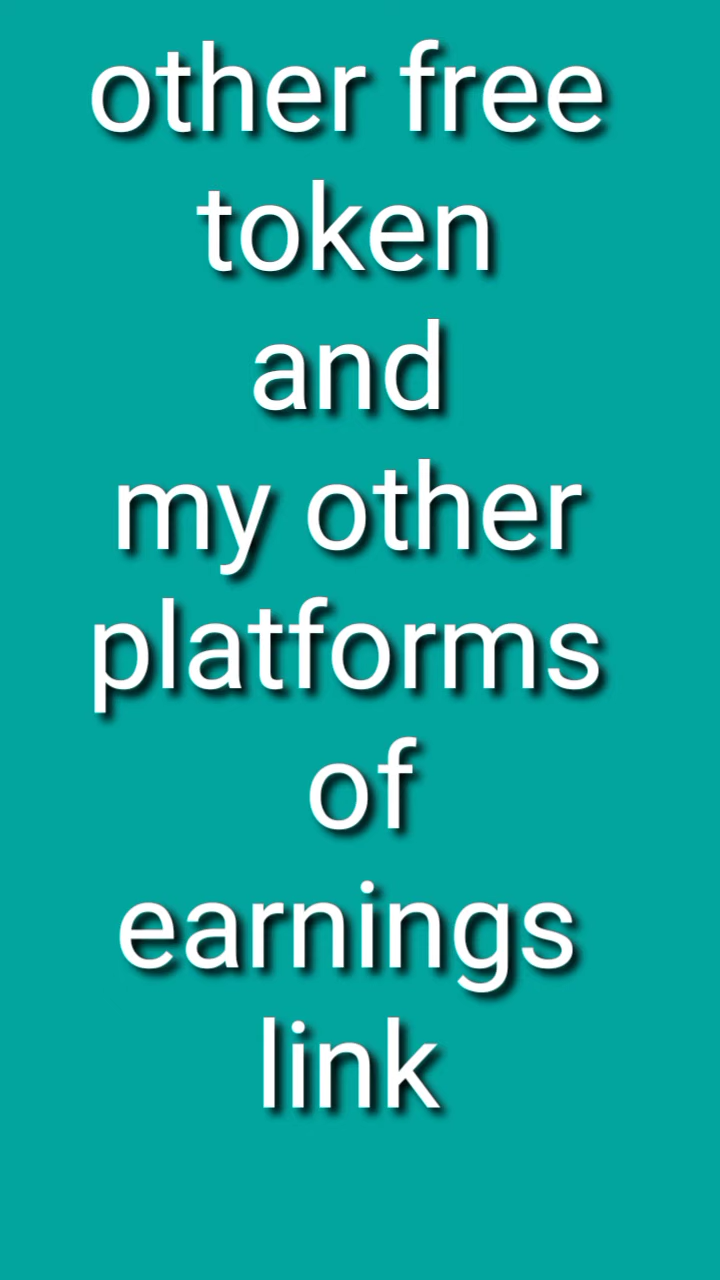 other free
token
and
my other
platforms
of
earnings
link